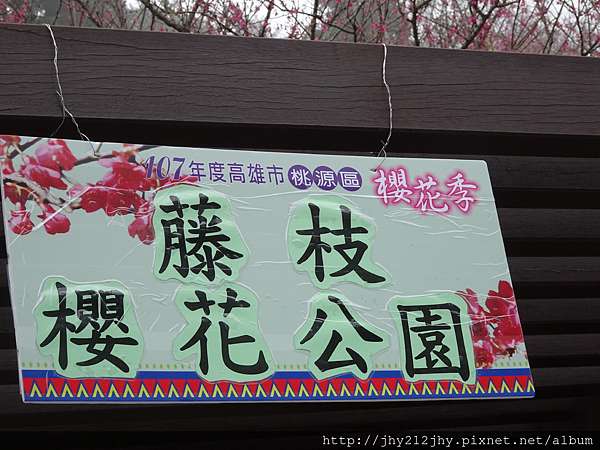 107年度高雄市桃源區櫻花季
藤枝
櫻花公園
http://jhy212jhy.pixnet.net/album